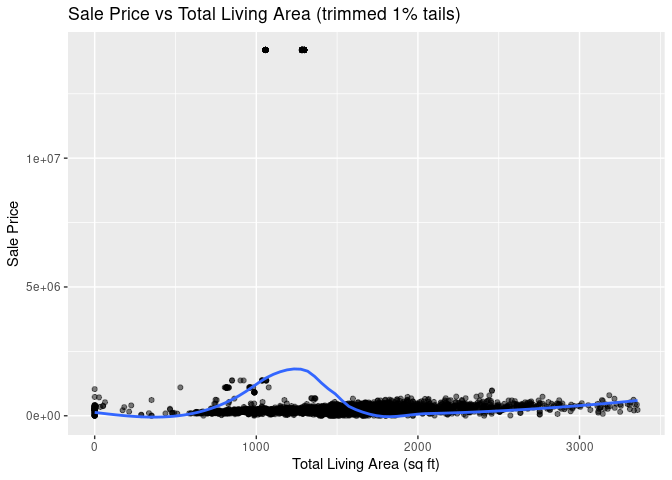 Sale Price vs Total Living Area (trimmed 1% tails)
Sale Price
1e+07
5e+06
0e+00
0 1000 2000 3000
Total Living Area (sq ft)